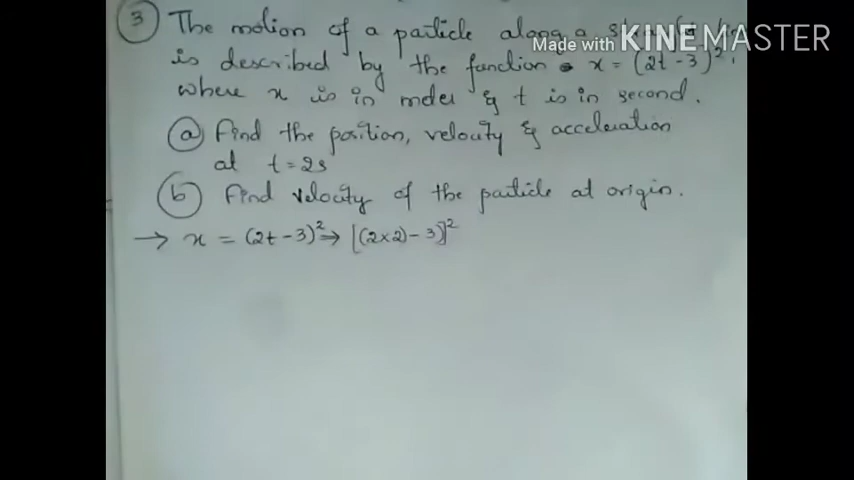 3 The motion of a particle along a
Made with KINEMASTER
is described by the function x = (2t - 3)²,
where x is in meter & t is in second.
a Find the position, velocity & acceleration
at t = 2s
b Find velocity of the particle at origin.
→ x = (2t - 3)² ⇒ [(2×2) - 3)]²